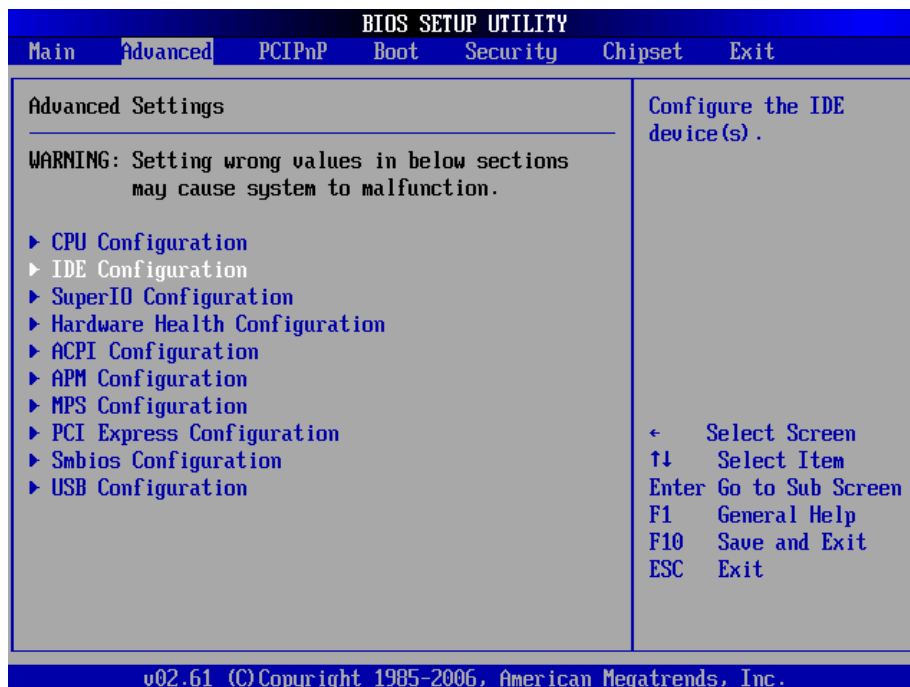 BIOS SETUP UTILITY
Main Advanced PCIPnP Boot Security Chipset Exit
Advanced Settings
WARNING: Setting wrong values in below sections
may cause system to malfunction.
► CPU Configuration
► IDE Configuration
► SuperIO Configuration
► Hardware Health Configuration
► ACPI Configuration
► APM Configuration
► MPS Configuration
► PCI Express Configuration
► Smbios Configuration
► USB Configuration
Configure the IDE
device(s).
← Select Screen
↑↓ Select Item
Enter Go to Sub Screen
F1 General Help
F10 Save and Exit
ESC Exit
v02.61 (C)Copyright 1985-2006, American Megatrends, Inc.